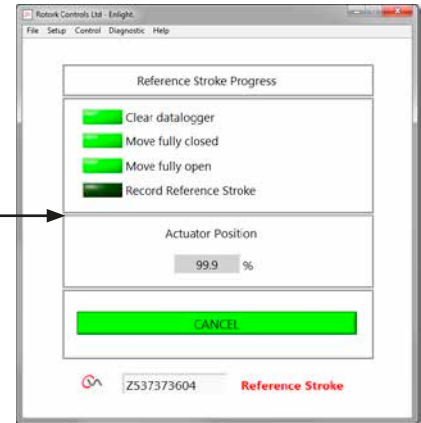 Rotork Controls Ltd - Enlight.
File Setup Control Diagnostic Help
Reference Stroke Progress
Clear datalogger
Move fully closed
Move fully open
Record Reference Stroke
Actuator Position
99.9 %
CANCEL
ZS37373604 Reference Stroke